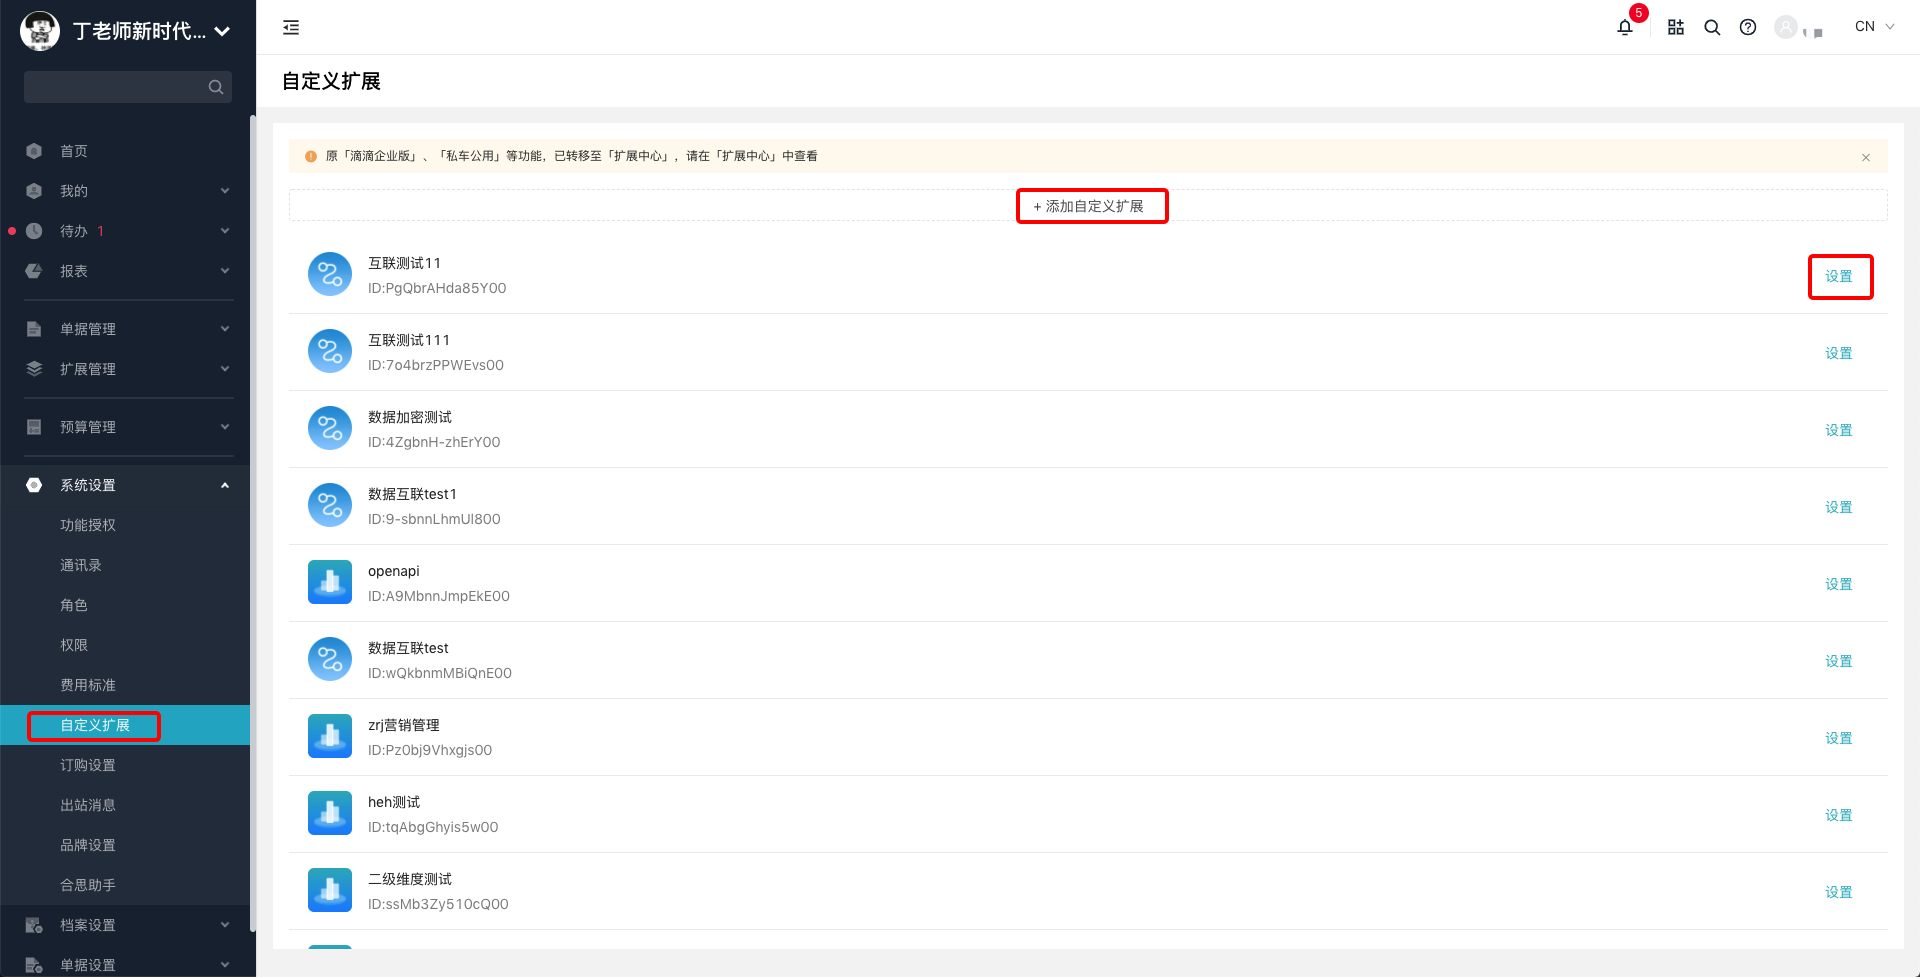 丁老师新时代...
首页
我的
待办 1
报表
单据管理
扩展管理
预算管理
系统设置
功能授权
通讯录
角色
权限
费用标准
自定义扩展
订购设置
出站消息
品牌设置
合思助手
档案设置
单据设置
5
CN
自定义扩展
原「滴滴企业版」、「私车公用」等功能，已转移至「扩展中心」，请在「扩展中心」中查看
+ 添加自定义扩展
互联测试11
ID:PgQbrAHda85Y00
设置
互联测试111
ID:7o4brzPPWEvs00
设置
数据加密测试
ID:4ZgbnH-zhErY00
设置
数据互联test1
ID:9-sbnnLhmUl800
设置
openapi
ID:A9MbnnJmpEkE00
设置
数据互联test
ID:wQkbnmMBiQnE00
设置
zrj营销管理
ID:Pz0bj9Vhxgjs00
设置
heh测试
ID:tqAbgGhyis5w00
设置
二级维度测试
ID:ssMb3Zy510cQ00
设置